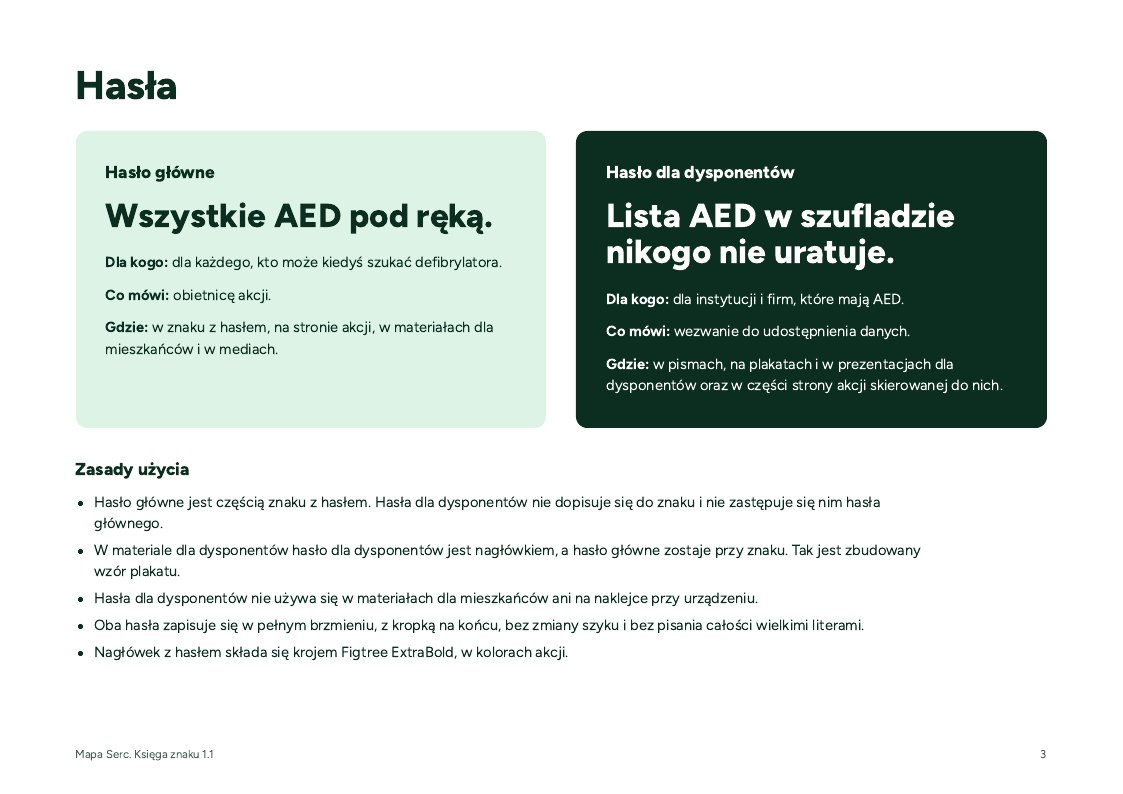 Hasła
Hasło główne
Wszystkie AED pod ręką.
Dla kogo: dla każdego, kto może kiedyś szukać defibrylatora.
Co mówi: obietnicę akcji.
Gdzie: w znaku z hasłem, na stronie akcji, w materiałach dla
mieszkańców i w mediach.
Hasło dla dysponentów
Lista AED w szufladzie
nikogo nie uratuje.
Dla kogo: dla instytucji i firm, które mają AED.
Co mówi: wezwanie do udostępnienia danych.
Gdzie: w pismach, na plakatach i w prezentacjach dla
dysponentów oraz w części strony akcji skierowanej do nich.
Zasady użycia
• Hasło główne jest częścią znaku z hasłem. Hasła dla dysponentów nie dopisuje się do znaku i nie zastępuje się nim hasła
głównego.
• W materiale dla dysponentów hasło dla dysponentów jest nagłówkiem, a hasło główne zostaje przy znaku. Tak jest zbudowany
wzór plakatu.
• Hasła dla dysponentów nie używa się w materiałach dla mieszkańców ani na naklejce przy urządzeniu.
• Oba hasła zapisuje się w pełnym brzmieniu, z kropką na końcu, bez zmiany szyku i bez pisania całości wielkimi literami.
• Nagłówek z hasłem składa się krojem Figtree ExtraBold, w kolorach akcji.
Mapa Serc. Księga znaku 1.1
3